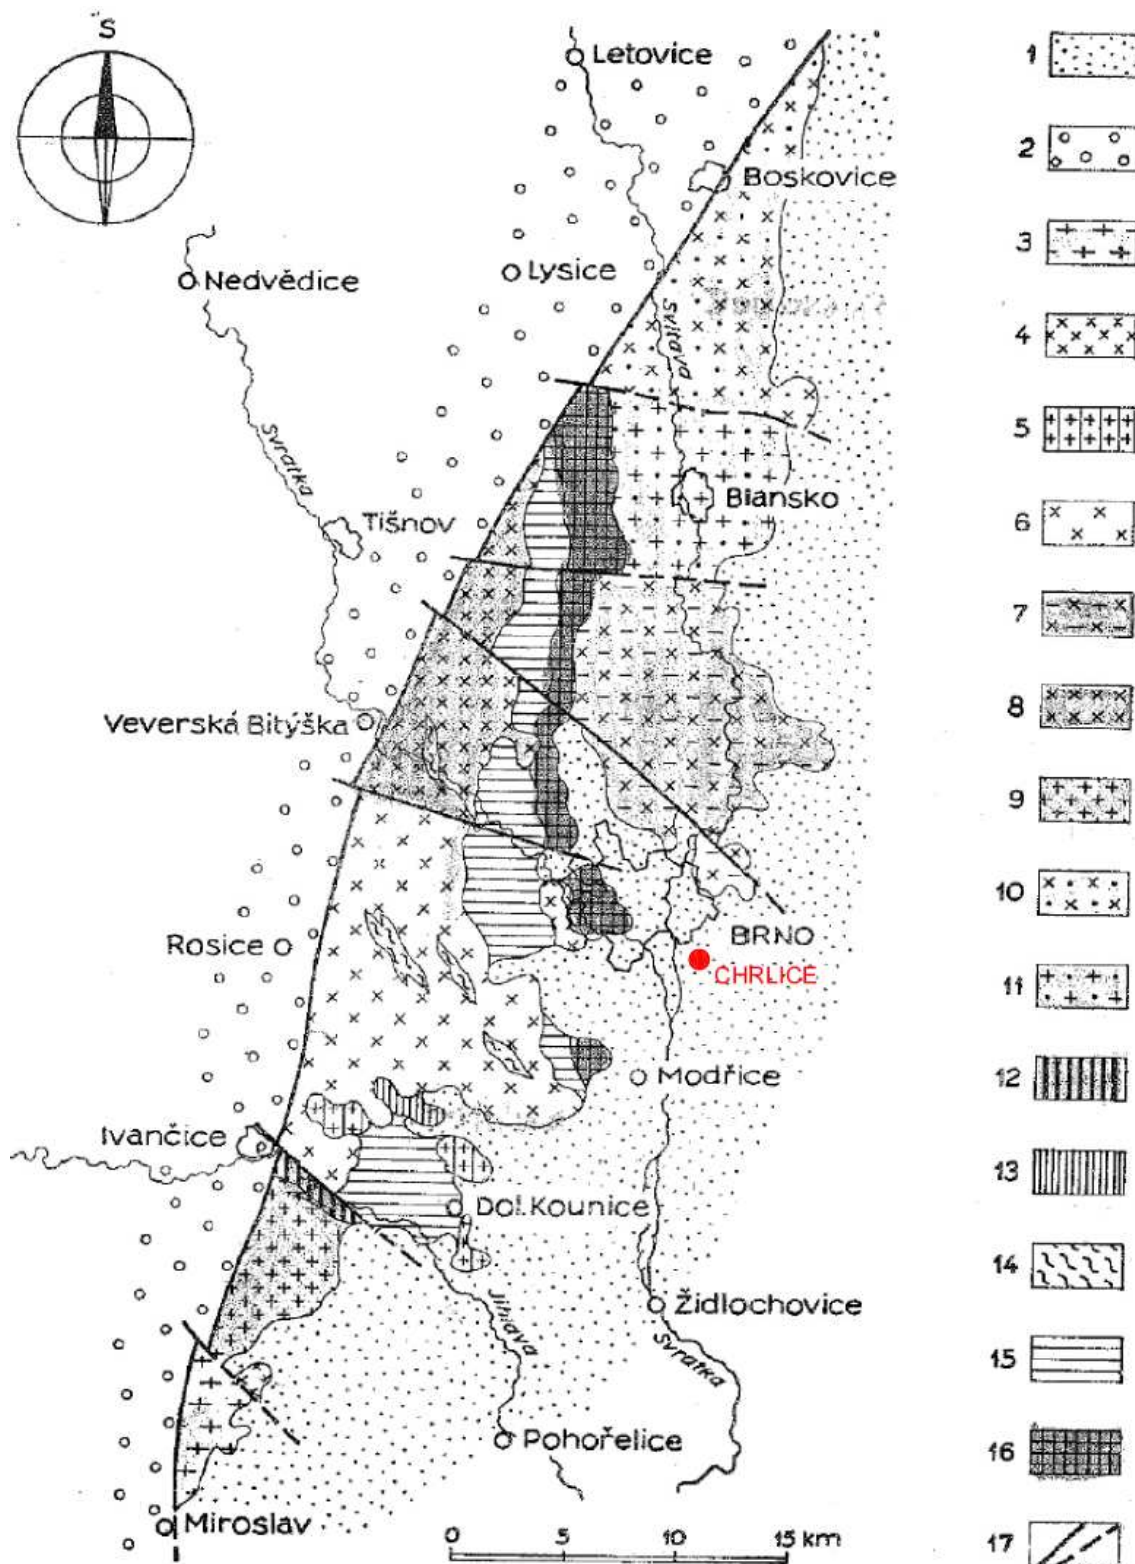 S
Letovice
Boskovice
Nedvědice
Lysice
Svitava
Svratka
Tišnov
Blansko
Veverská Bitýška
Rosice
BRNO
CHRLICE
Modřice
Ivančice
Dol. Kounice
Jihlava
Židlochovice
Svratka
Pohořelice
Miroslav
0 5 10 15 km
1
2
3
4
5
6
7
8
9
10
11
12
13
14
15
16
17